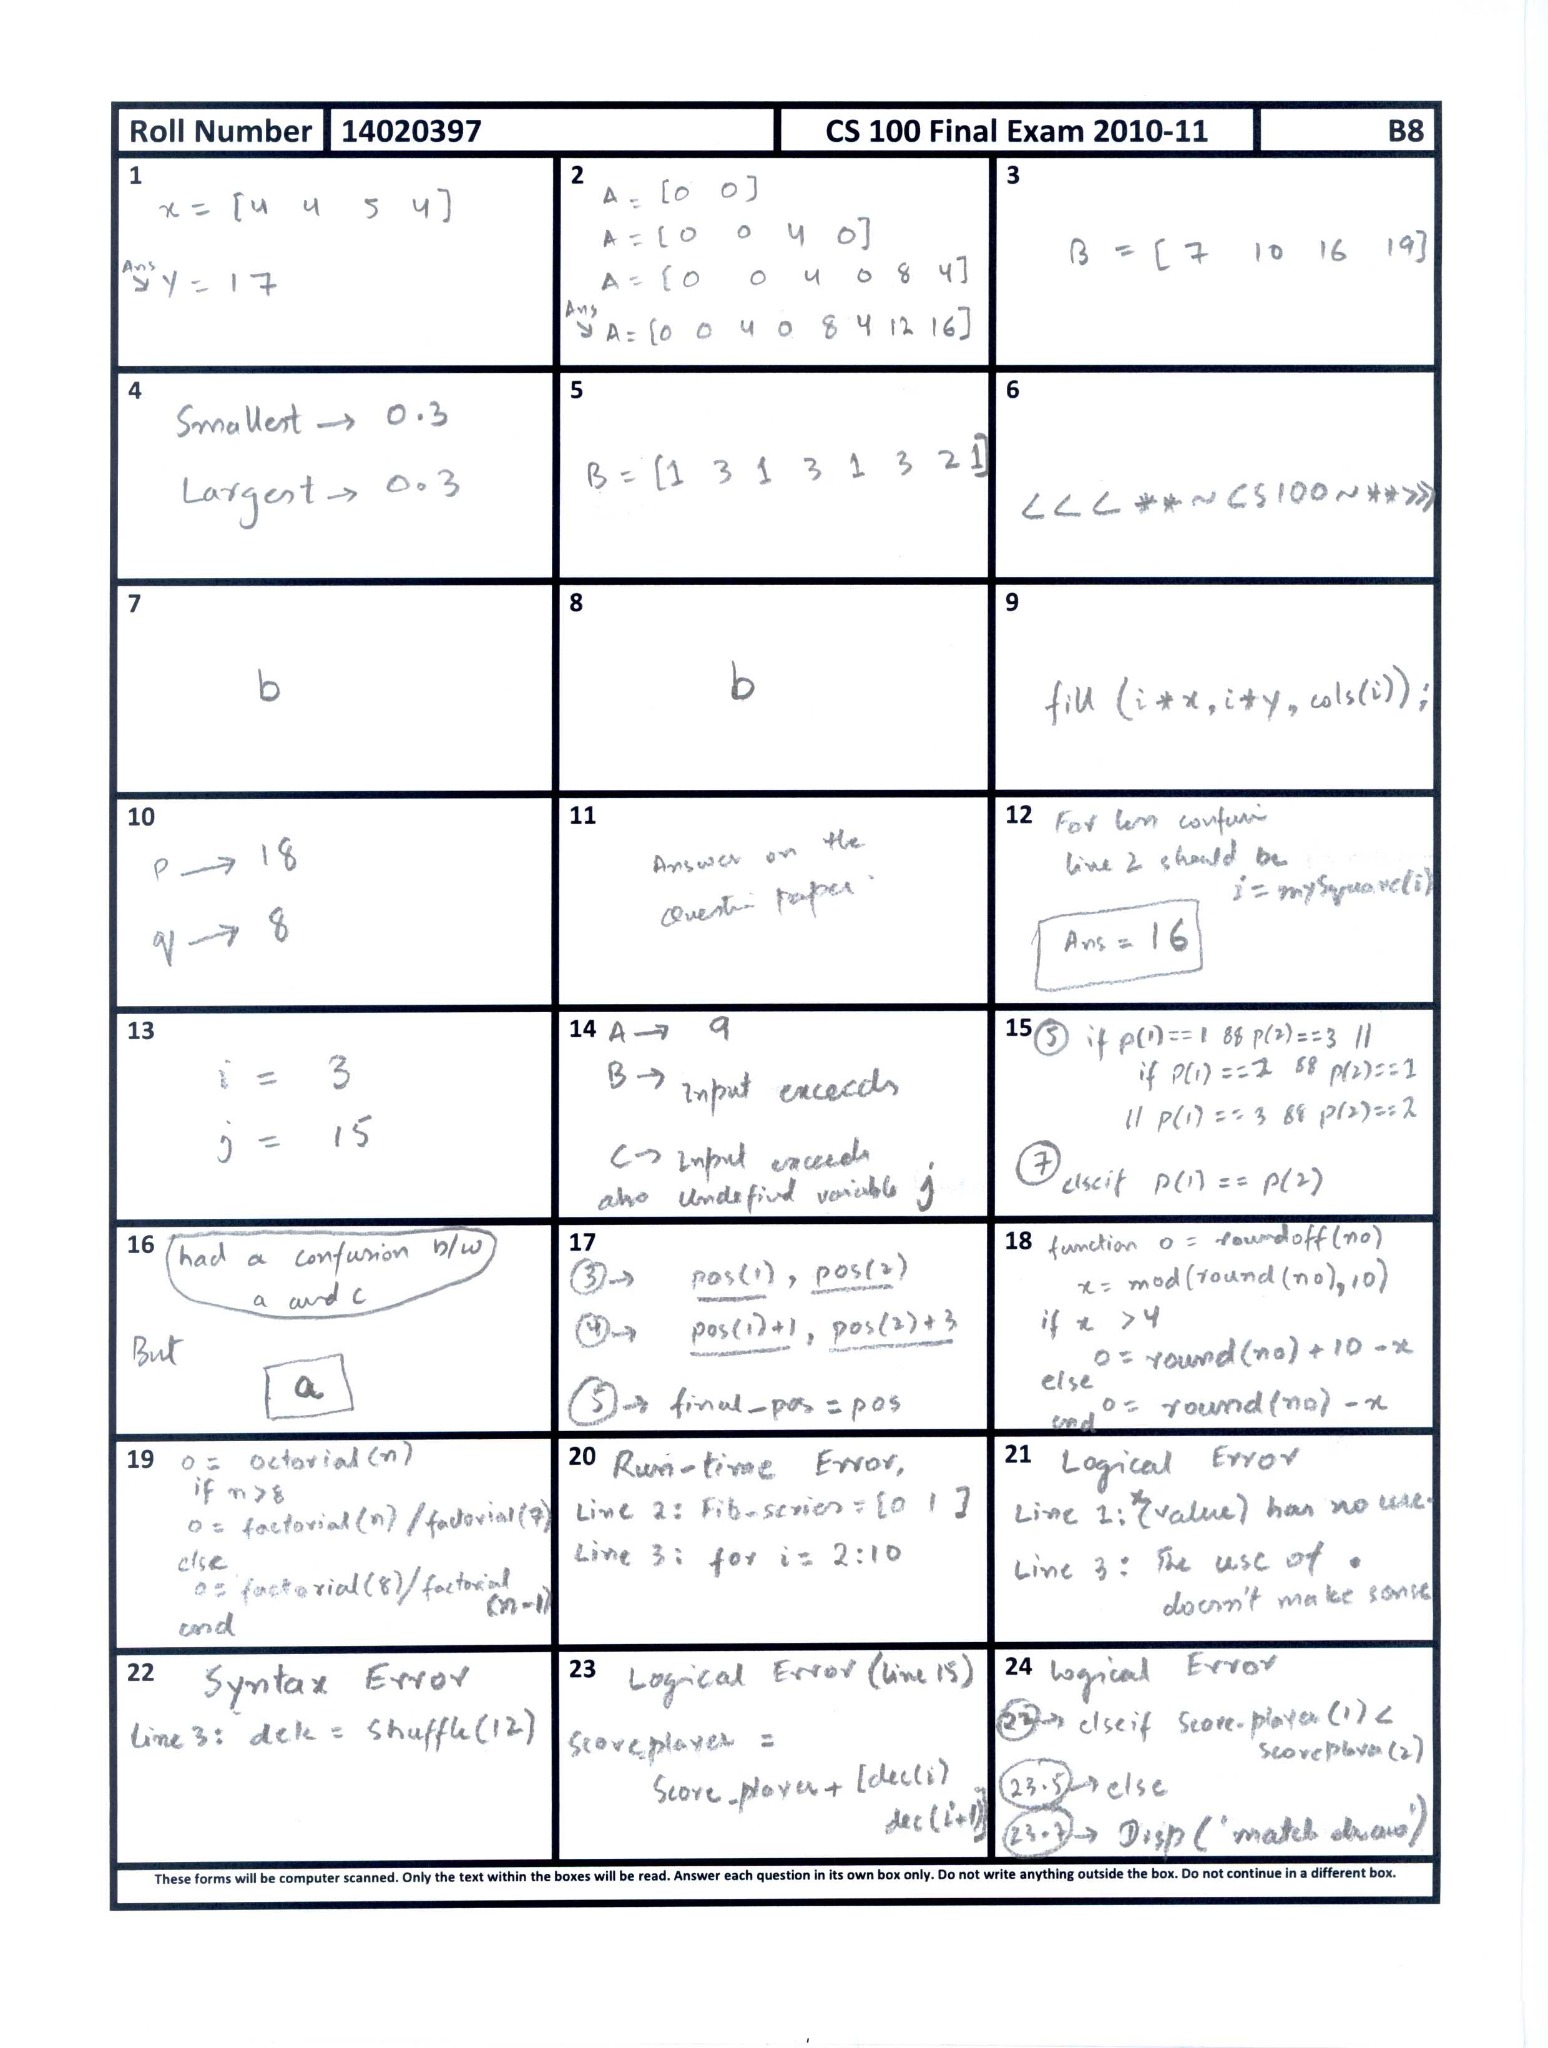 Roll Number 14020397 CS 100 Final Exam 2010-11 B8
1
x = [4 4 5 4]
Ans
↘ Y = 17
2
A = [0 0]
A = [0 0 4 0]
A = [0 0 4 0 8 4]
Ans
↘ A = [0 0 4 0 8 4 12 16]
3
B = [7 10 16 19]
4
Smallest → 0.3
Largest → 0.3
5
B = [1 3 1 3 1 3 2 1]
6
<<< **~CS100~**>>>
7
b
8
b
9
fill (i*x, i*y, cols(i));
10
P → 18
q → 8
11
Answer on the
Question paper.
12 For less confusi
line 2 should be
i = mySquare(i)
Ans = 16
13
i = 3
j = 15
14 A → 9
B → Input exceeds
C → Input exceeds
also undefind variable j
15 (5) if p(1)==1 && p(2)==3 ||
if p(1)==2 && p(2)==1
|| p(1)==3 && p(2)==2
(7) elseif p(1) == p(2)
16 had a confusion b/w
a and c
But
a
17
(3)→ pos(1), pos(2)
(4)→ pos(1)+1, pos(2)+3
(5)→ final_pos = pos
18 function o = roundoff(no)
x = mod(round(no),10)
if x >4
o = round(no) + 10 - x
else
o = round(no) - x
end
19 o = octorial(n)
if n>8
o = factorial(n)/factorial(7)
else
o = factorial(8)/factorial
(n-1)
end
20 Run-time Error,
Line 2: Fib-series = [0 1]
Line 3: for i = 2:10
21 Logical Error
Line 1: (value) has no use.
Line 3: The use of .
doesn't make sense
22 Syntax Error
Line 3: dek = shuffle(12)
23 Logical Error (line 15)
scoreplayer =
Score_player + [dec(i)
dec(i+1)]
24 Logical Error
(22)→ elseif Score-player(1) <
scoreplayer(2)
(23.5)→ else
(23.7)→ Disp('match draw')
These forms will be computer scanned. Only the text within the boxes will be read. Answer each question in its own box only. Do not write anything outside the box. Do not continue in a different box.